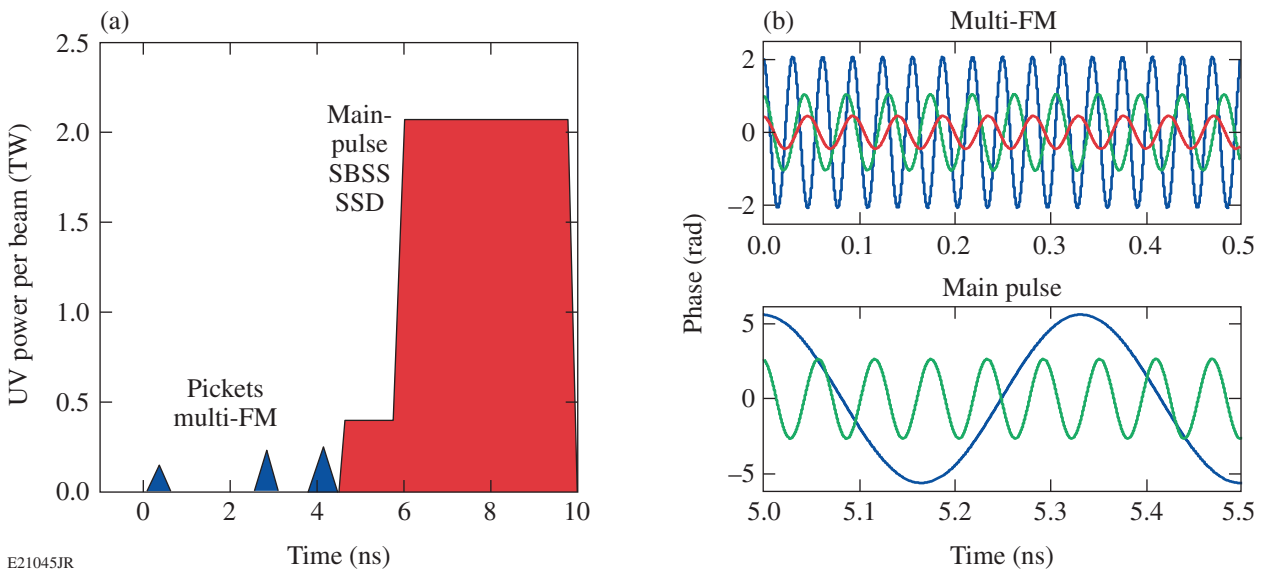 (a)
2.5
2.0
1.5
1.0
0.5
0.0
UV power per beam (TW)
Main-
pulse
SBSS
SSD
Pickets
multi-FM
0 2 4 6 8 10
Time (ns)
E21045JR
(b)
Multi-FM
2
0
–2
0.0 0.1 0.2 0.3 0.4 0.5
Phase (rad)
Main pulse
5
0
–5
5.0 5.1 5.2 5.3 5.4 5.5
Time (ns)